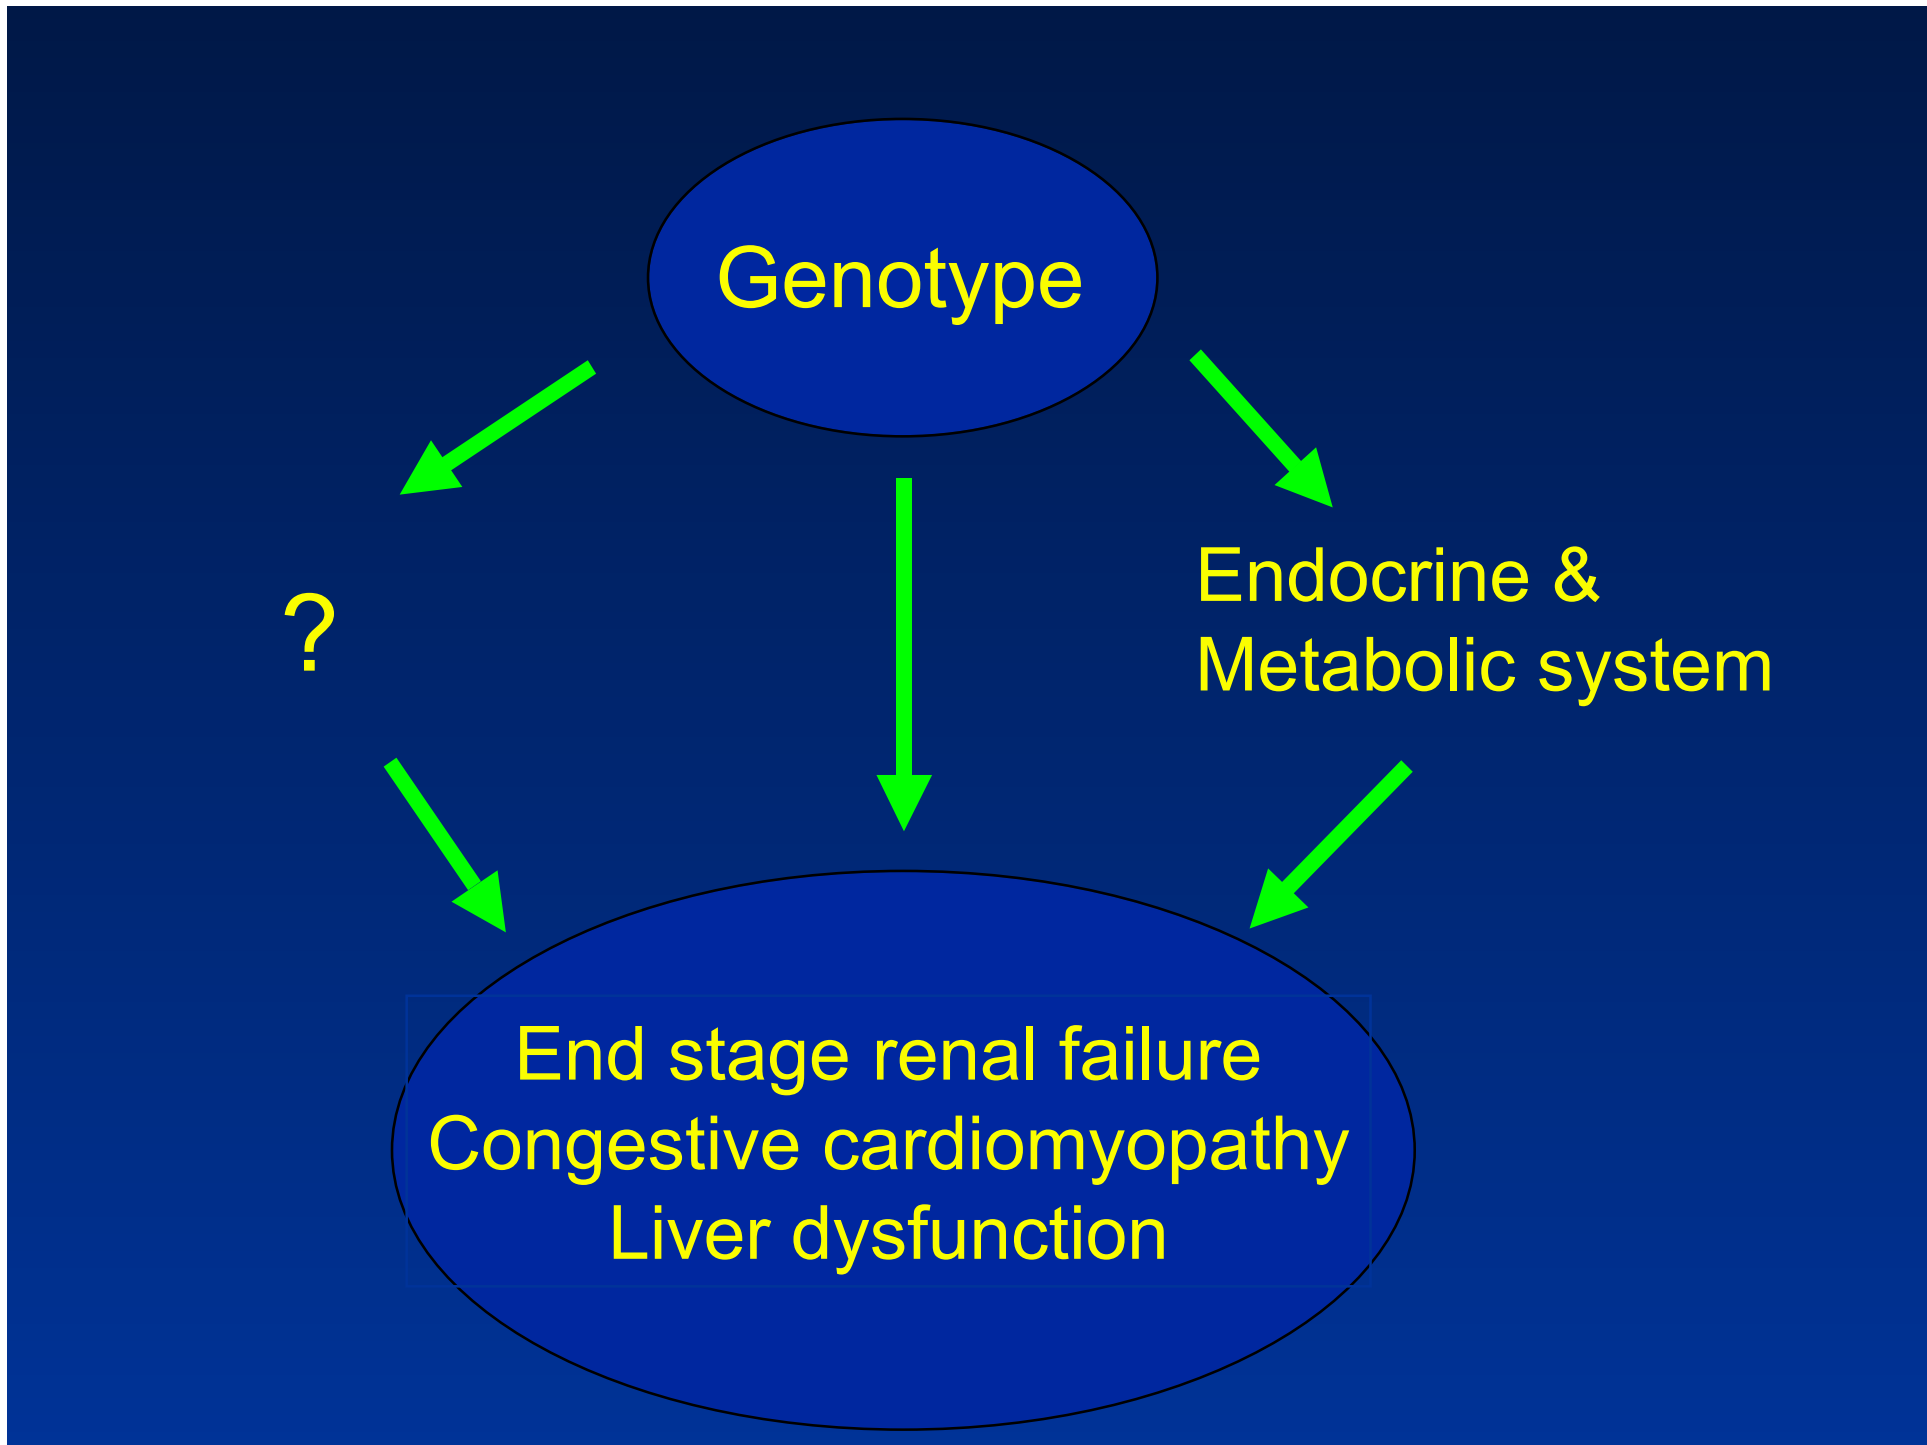 Genotype
?
Endocrine &
Metabolic system
End stage renal failure
Congestive cardiomyopathy
Liver dysfunction